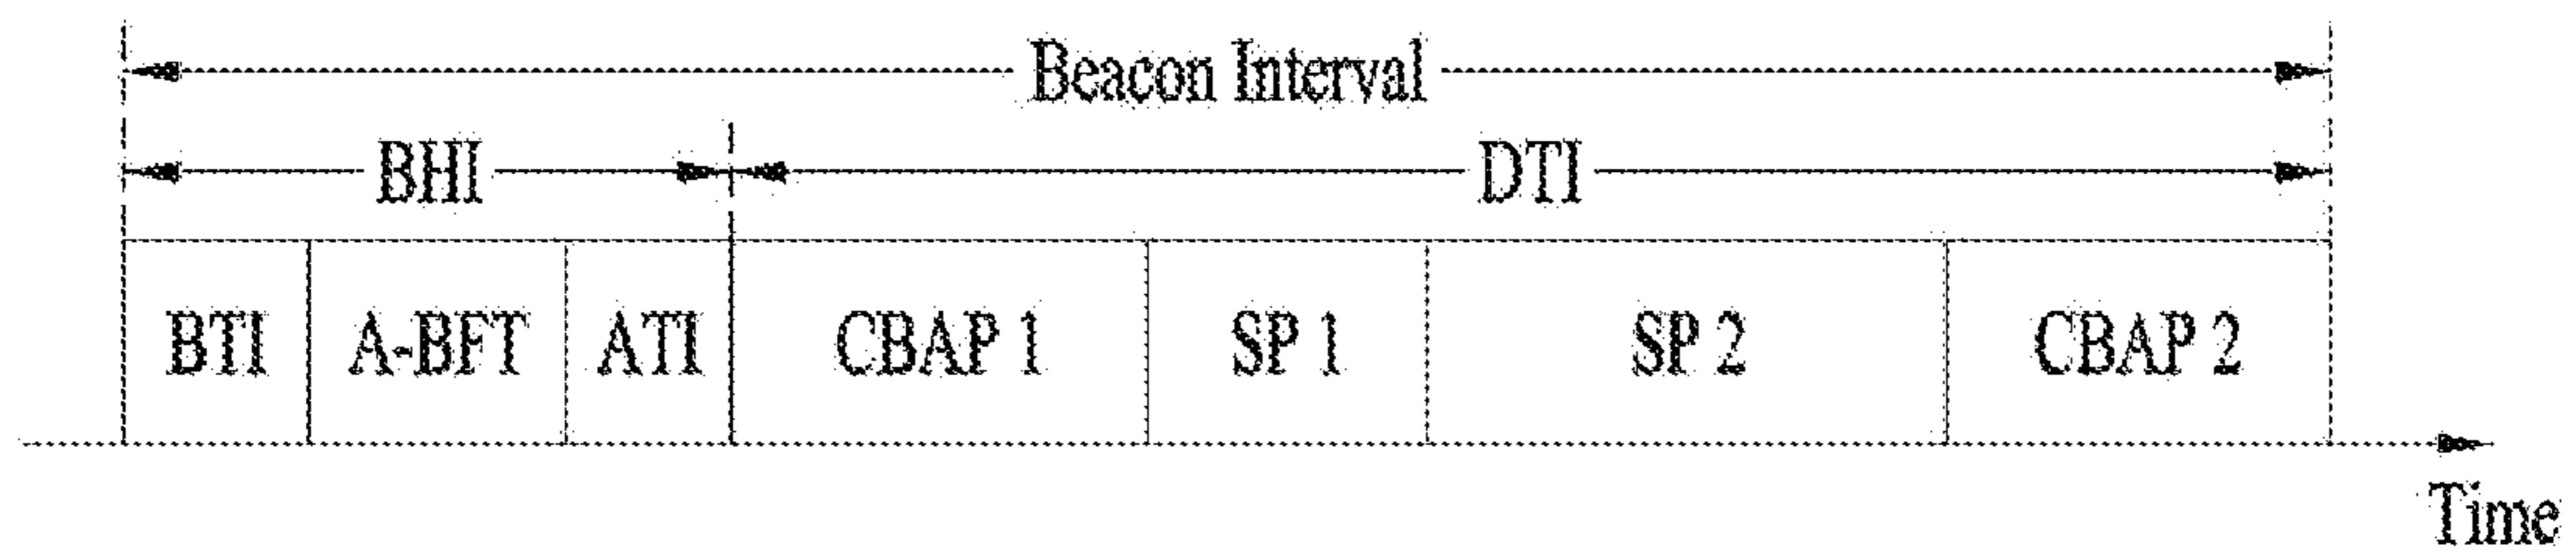 Beacon Interval
BHI DTI
BTI A-BFT ATI CBAP 1 SP 1 SP 2 CBAP 2
Time